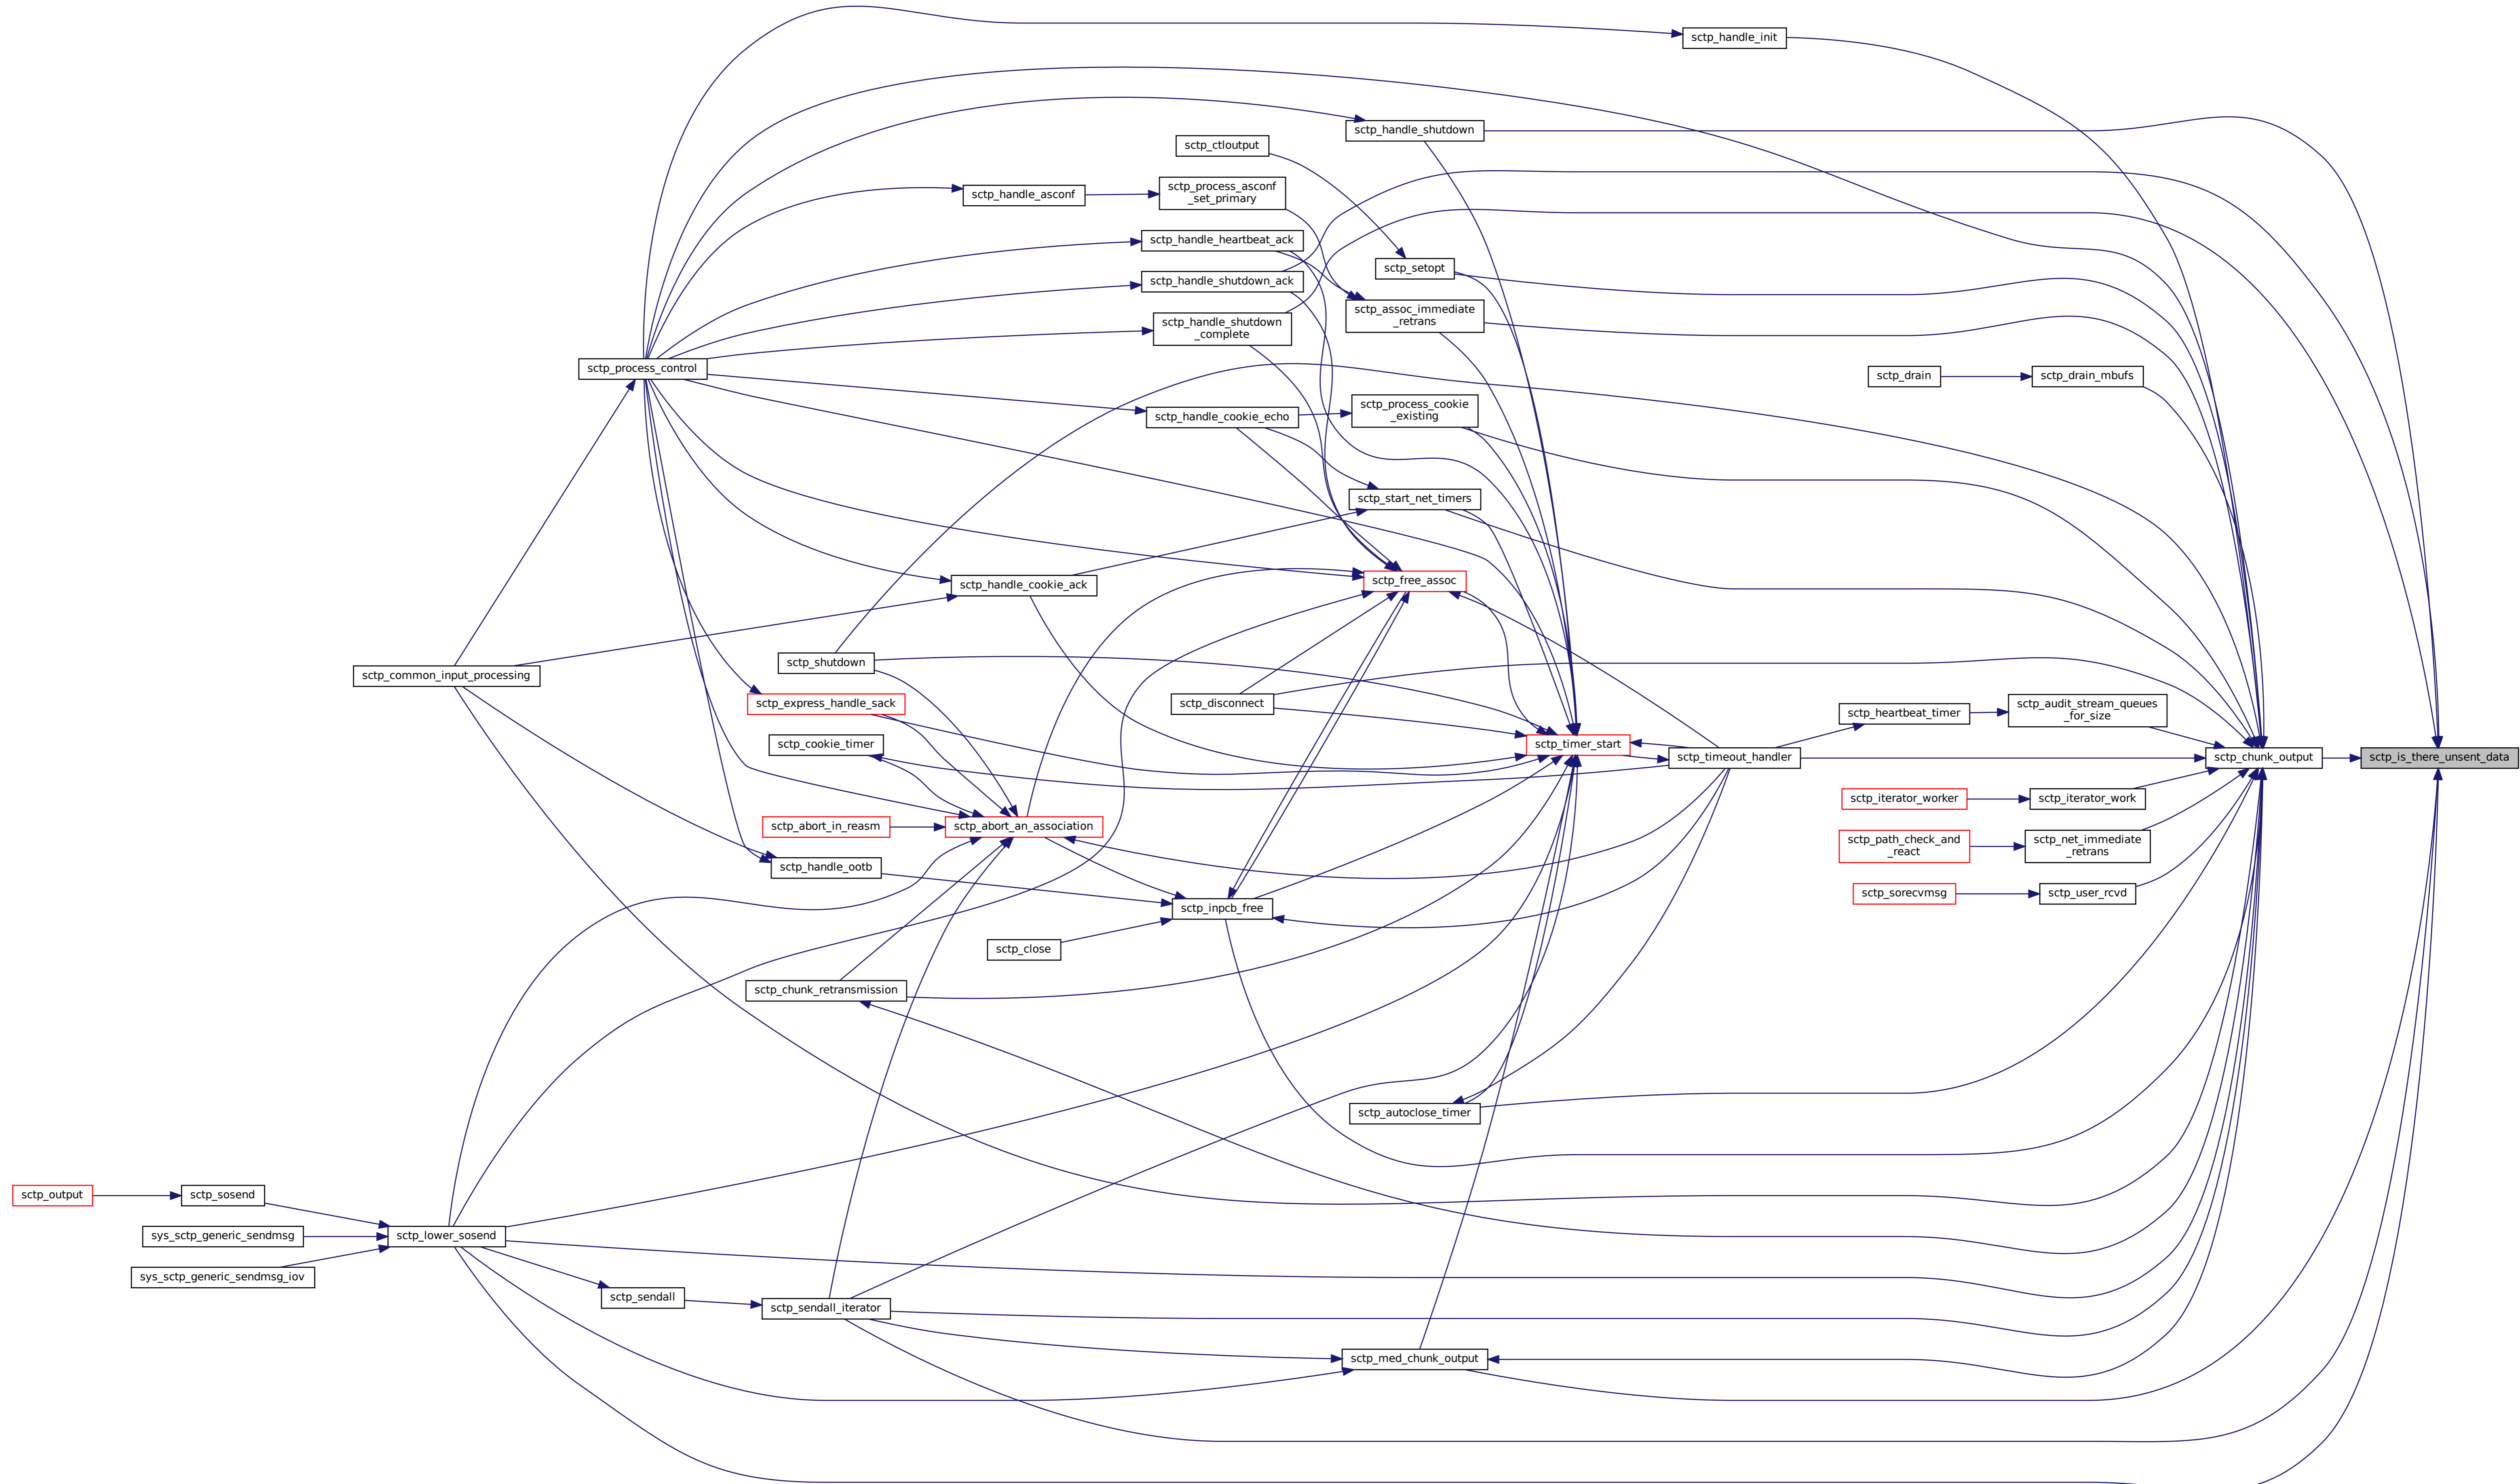 sctp_handle_init
sctp_handle_shutdown
sctp_ctloutput
sctp_process_asconf
_set_primary
sctp_handle_asconf
sctp_handle_heartbeat_ack
sctp_setopt
sctp_handle_shutdown_ack
sctp_assoc_immediate
_retrans
sctp_handle_shutdown
_complete
sctp_process_control
sctp_drain
sctp_drain_mbufs
sctp_process_cookie
_existing
sctp_handle_cookie_echo
sctp_start_net_timers
sctp_free_assoc
sctp_handle_cookie_ack
sctp_shutdown
sctp_common_input_processing
sctp_express_handle_sack
sctp_disconnect
sctp_audit_stream_queues
_for_size
sctp_heartbeat_timer
sctp_cookie_timer
sctp_timer_start
sctp_timeout_handler
sctp_chunk_output
sctp_is_there_unsent_data
sctp_iterator_worker
sctp_iterator_work
sctp_abort_in_reasm
sctp_abort_an_association
sctp_path_check_and
_react
sctp_net_immediate
_retrans
sctp_handle_ootb
sctp_sorecvmsg
sctp_user_rcvd
sctp_inpcb_free
sctp_close
sctp_chunk_retransmission
sctp_autoclose_timer
sctp_output
sctp_sosend
sys_sctp_generic_sendmsg
sctp_lower_sosend
sys_sctp_generic_sendmsg_iov
sctp_sendall
sctp_sendall_iterator
sctp_med_chunk_output